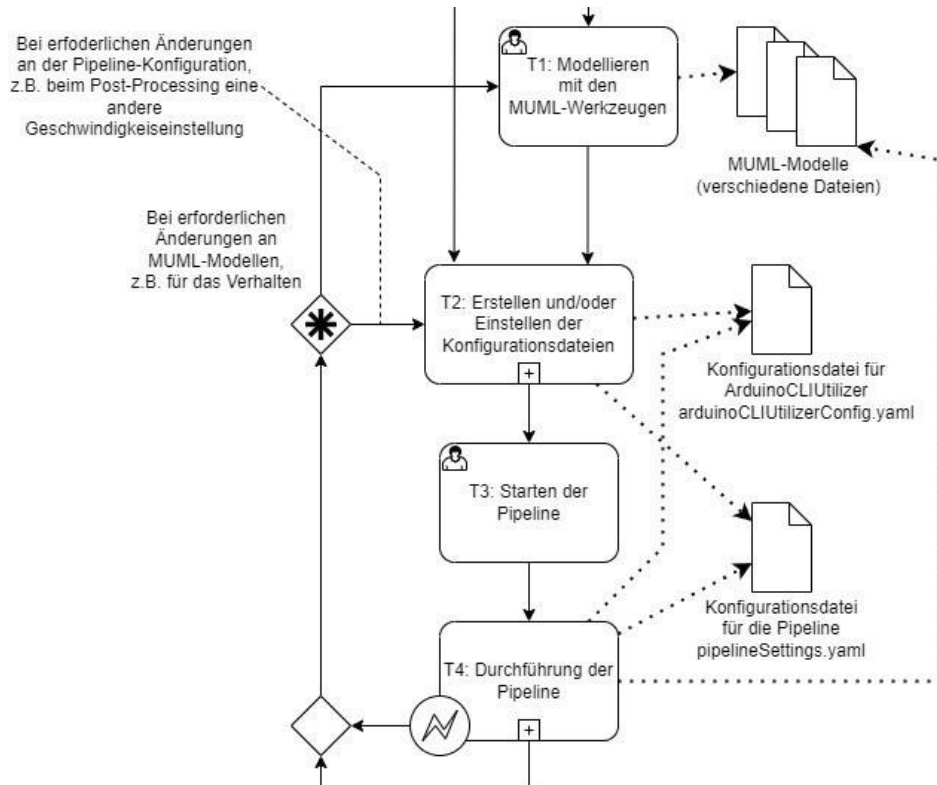 Bei erfoderlichen Änderungen
an der Pipeline-Konfiguration,
z.B. beim Post-Processing eine
andere
Geschwindigkeiseinstellung
T1: Modellieren
mit den
MUML-Werkzeugen
MUML-Modelle
(verschiedene Dateien)
Bei erforderlichen
Änderungen an
MUML-Modellen,
z.B. für das Verhalten
T2: Erstellen und/oder
Einstellen der
Konfigurationsdateien
Konfigurationsdatei für
ArduinoCLIUtilizer
arduinoCLIUtilizerConfig.yaml
T3: Starten der
Pipeline
Konfigurationsdatei
für die Pipeline
pipelineSettings.yaml
T4: Durchführung der
Pipeline